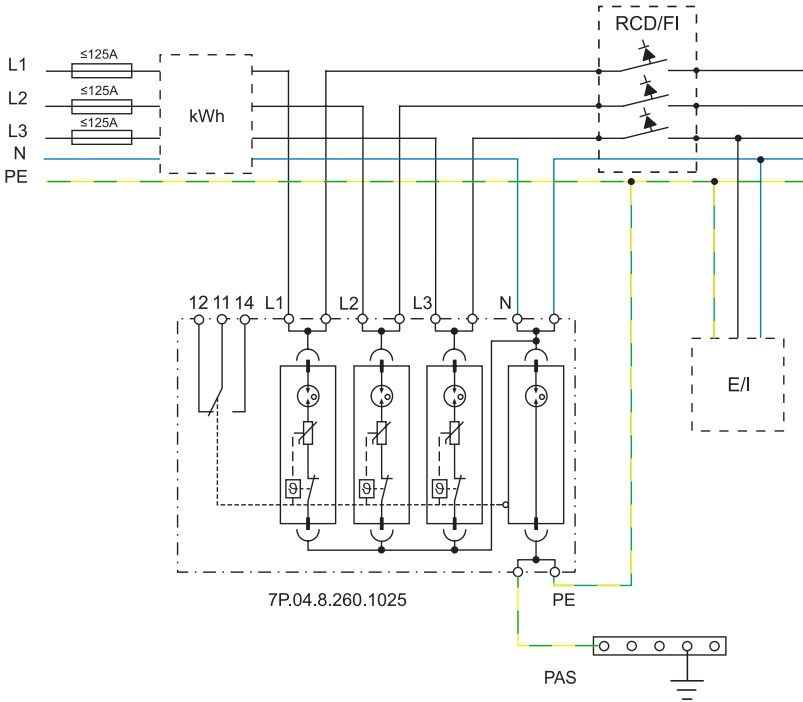 RCD/FI
≤125A
L1
≤125A
L2
kWh
≤125A
L3
N
PE
12 11 14 L1 L2 L3 N
E/I
ϑ ϑ ϑ
7P.04.8.260.1025
PE
PAS